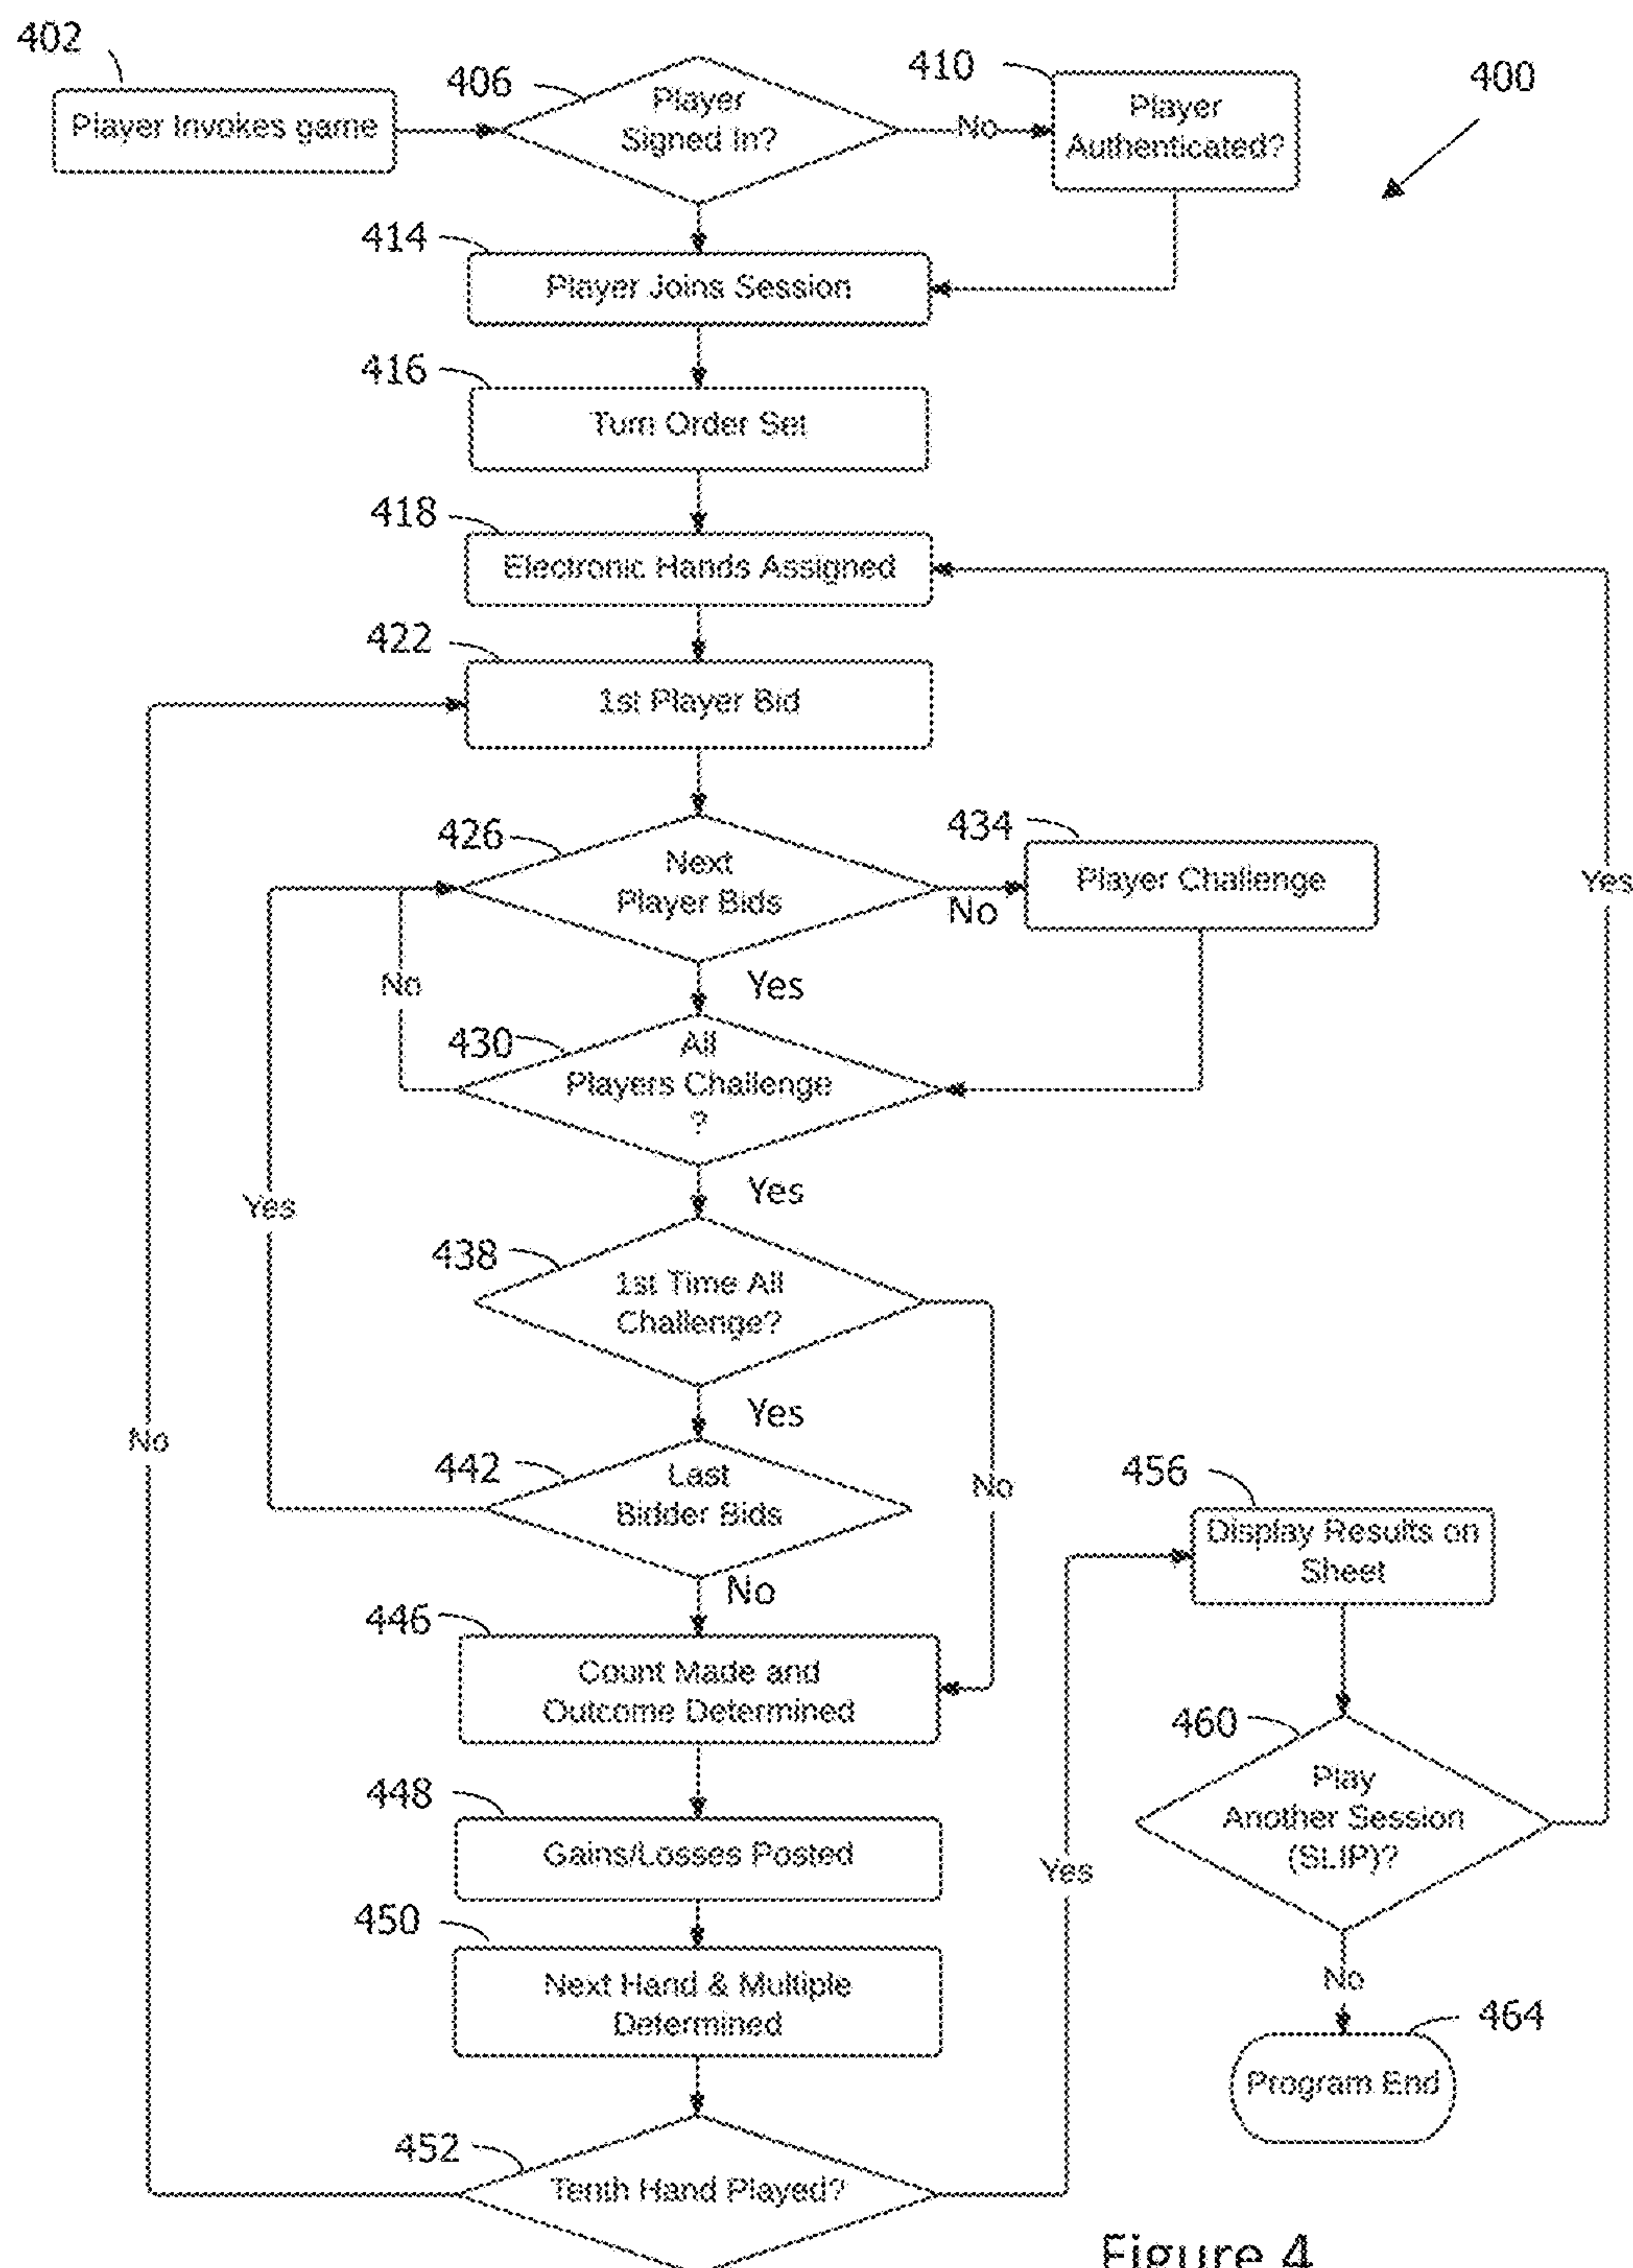 402
Player Invokes game
406
Player
Signed In?
No
410
Player
Authenticated?
400
414
Player Joins Session
416
Turn Order Set
418
Electronic Hands Assigned
422
1st Player Bid
426
Next
Player Bids
No
434
Player Challenge
Yes
No
Yes
430
All
Players Challenge
?
Yes
Yes
438
1st Time All
Challenge?
Yes
No
442
Last
Bidder Bids
No
No
456
Display Results on
Sheet
446
Count Made and
Outcome Determined
460
Play
Another Session
(SLIP)?
448
Gains/Losses Posted
Yes
450
Next Hand & Multiple
Determined
No
464
Program End
452
Tenth Hand Played?
Figure 4